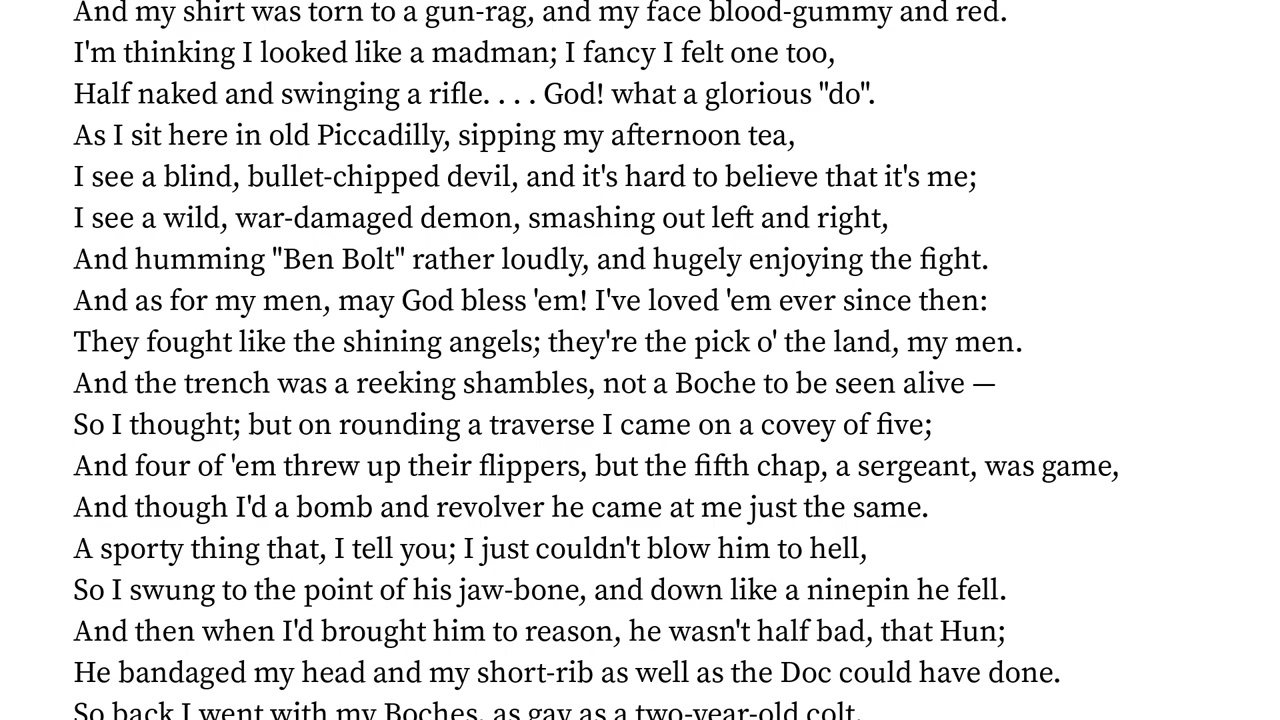 And my shirt was torn to a gun-rag, and my face blood-gummy and red.
I'm thinking I looked like a madman; I fancy I felt one too,
Half naked and swinging a rifle. . . . God! what a glorious "do".
As I sit here in old Piccadilly, sipping my afternoon tea,
I see a blind, bullet-chipped devil, and it's hard to believe that it's me;
I see a wild, war-damaged demon, smashing out left and right,
And humming "Ben Bolt" rather loudly, and hugely enjoying the fight.
And as for my men, may God bless 'em! I've loved 'em ever since then:
They fought like the shining angels; they're the pick o' the land, my men.
And the trench was a reeking shambles, not a Boche to be seen alive —
So I thought; but on rounding a traverse I came on a covey of five;
And four of 'em threw up their flippers, but the fifth chap, a sergeant, was game,
And though I'd a bomb and revolver he came at me just the same.
A sporty thing that, I tell you; I just couldn't blow him to hell,
So I swung to the point of his jaw-bone, and down like a ninepin he fell.
And then when I'd brought him to reason, he wasn't half bad, that Hun;
He bandaged my head and my short-rib as well as the Doc could have done.
So back I went with my Boches, as gay as a two-year-old colt,